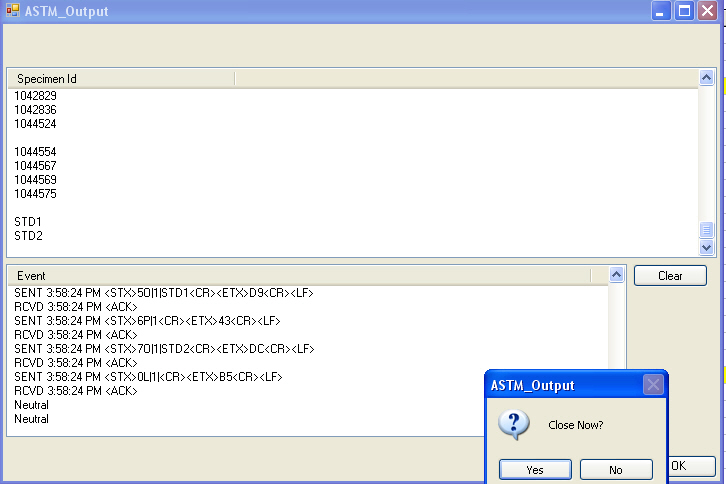 ASTM_Output
Specimen Id
1042829
1042836
1044524
1044554
1044567
1044569
1044575
STD1
STD2
Event
Clear
SENT 3:58:24 PM <STX>5O|1|STD1<CR><ETX>D9<CR><LF>
RCVD 3:58:24 PM <ACK>
SENT 3:58:24 PM <STX>6P|1<CR><ETX>43<CR><LF>
RCVD 3:58:24 PM <ACK>
SENT 3:58:24 PM <STX>7O|1|STD2<CR><ETX>DC<CR><LF>
RCVD 3:58:24 PM <ACK>
SENT 3:58:24 PM <STX>0L|1|<CR><ETX>B5<CR><LF>
RCVD 3:58:24 PM <ACK>
Neutral
Neutral
ASTM_Output
Close Now?
Yes
No
OK